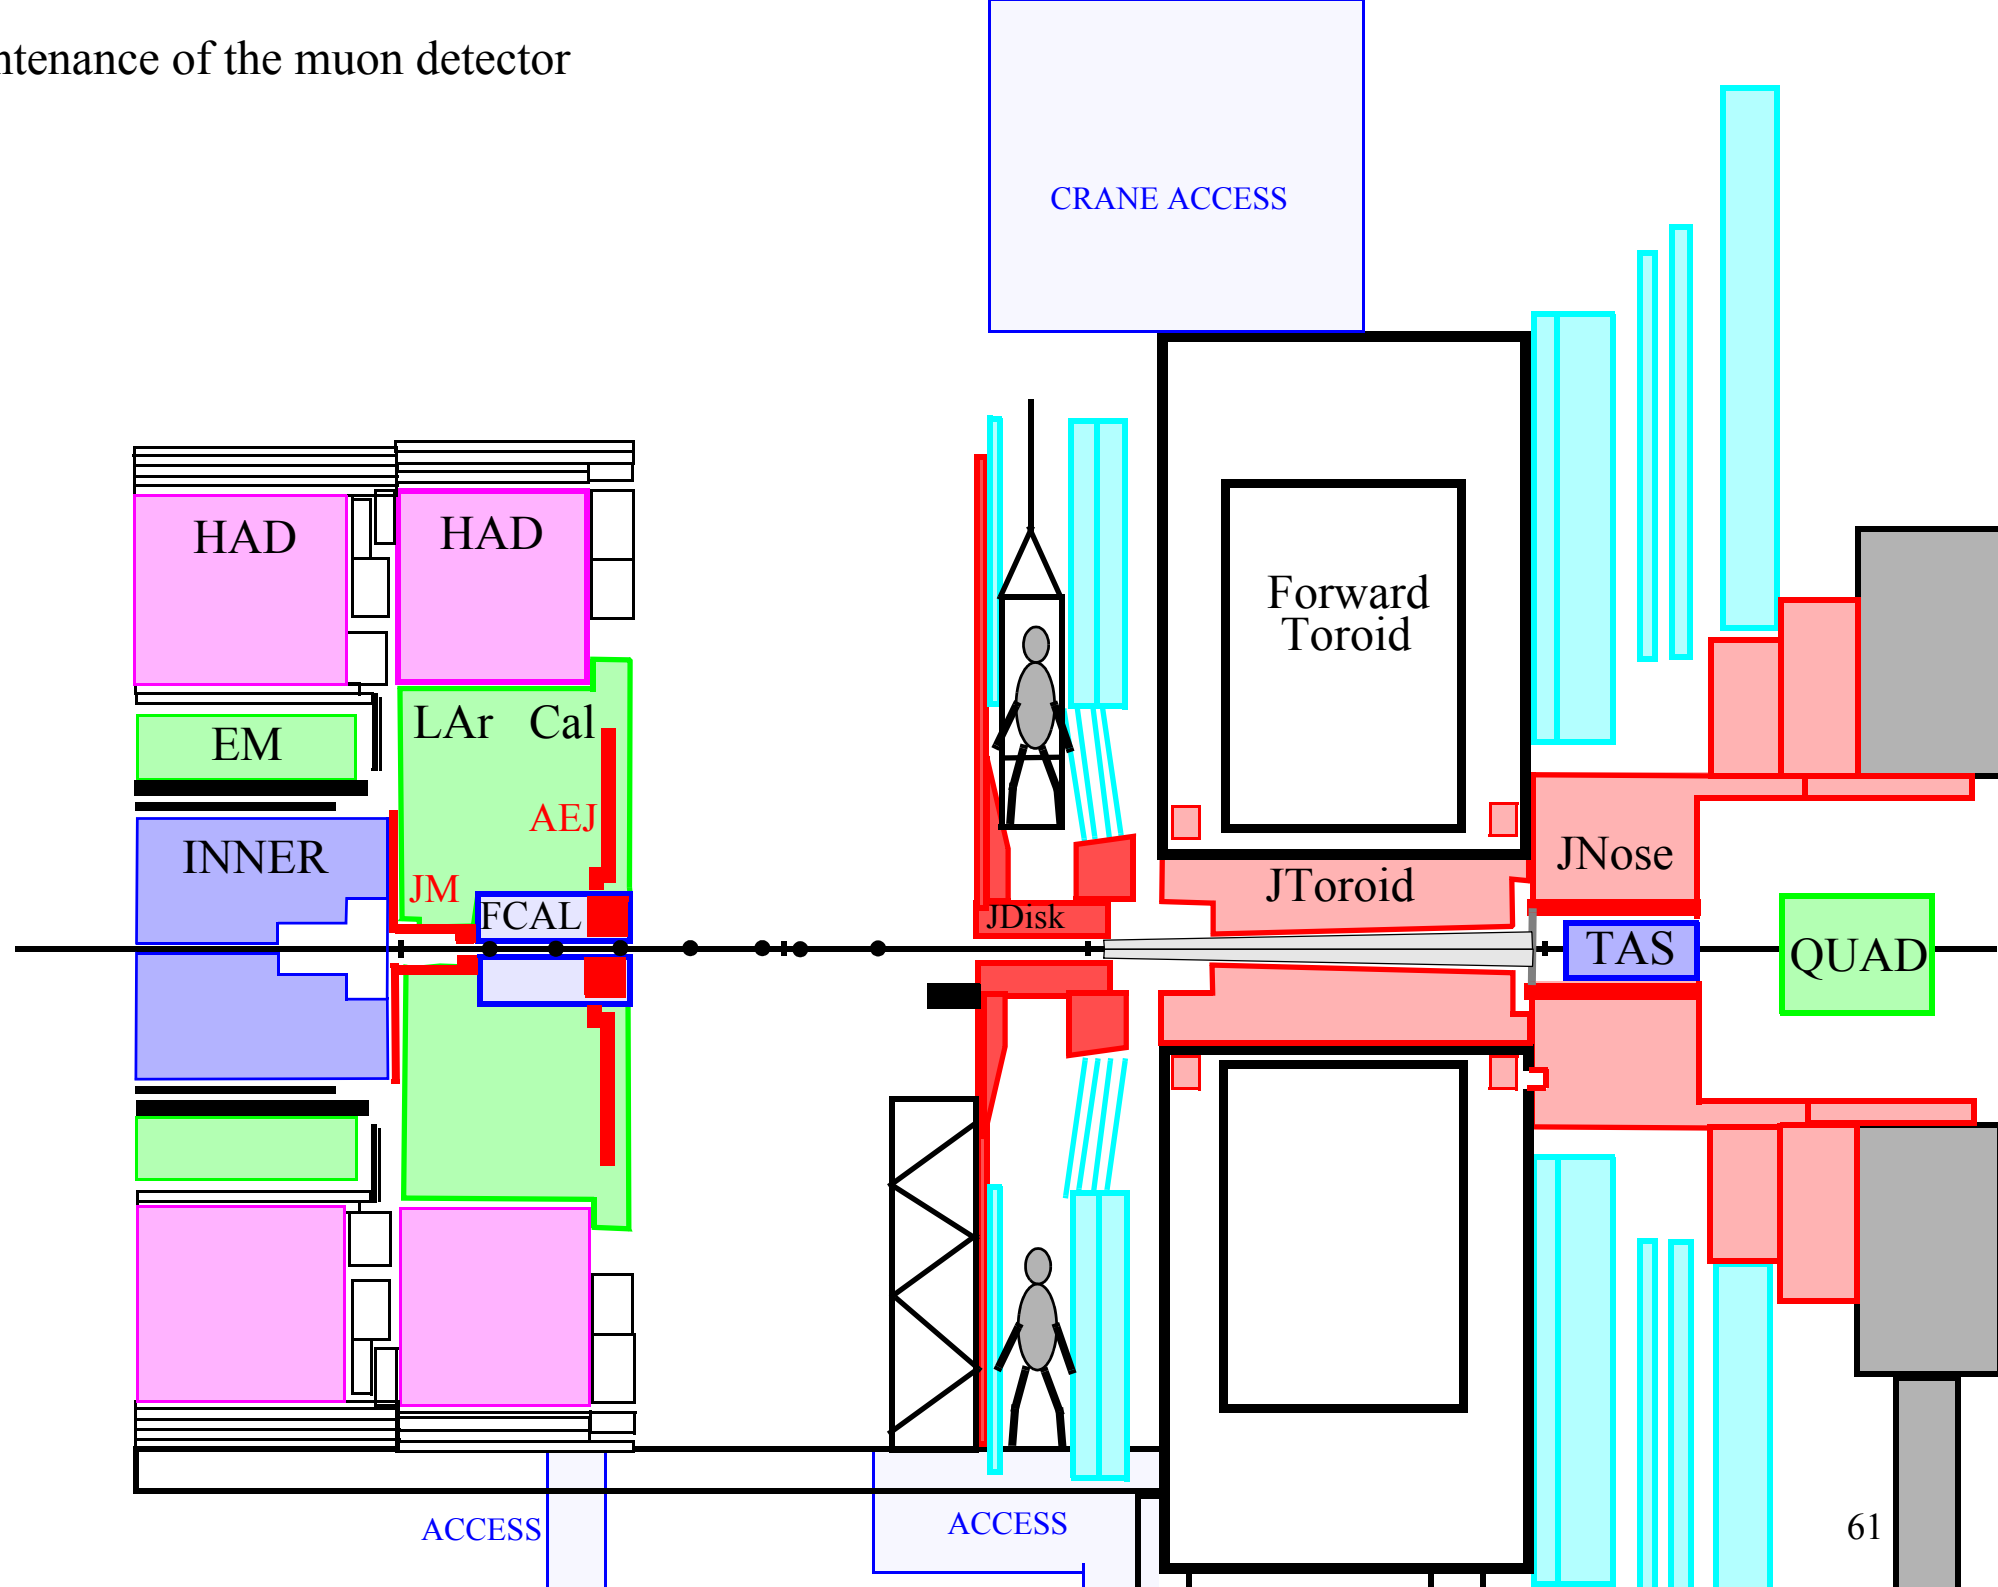 ntenance of the muon detector
CRANE ACCESS
HAD
HAD
Forward
Toroid
LAr Cal
EM
AEJ
INNER
JM
FCAL
JDisk
JToroid
JNose
TAS
QUAD
ACCESS
ACCESS
61